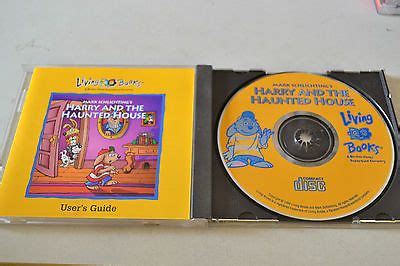 Living Books
MARK SCHLICHTING'S
HARRY AND THE
HAUNTED HOUSE
User's Guide
MARK SCHLICHTING'S
HARRY AND THE
HAUNTED HOUSE
Living
Books
COMPACT
disc